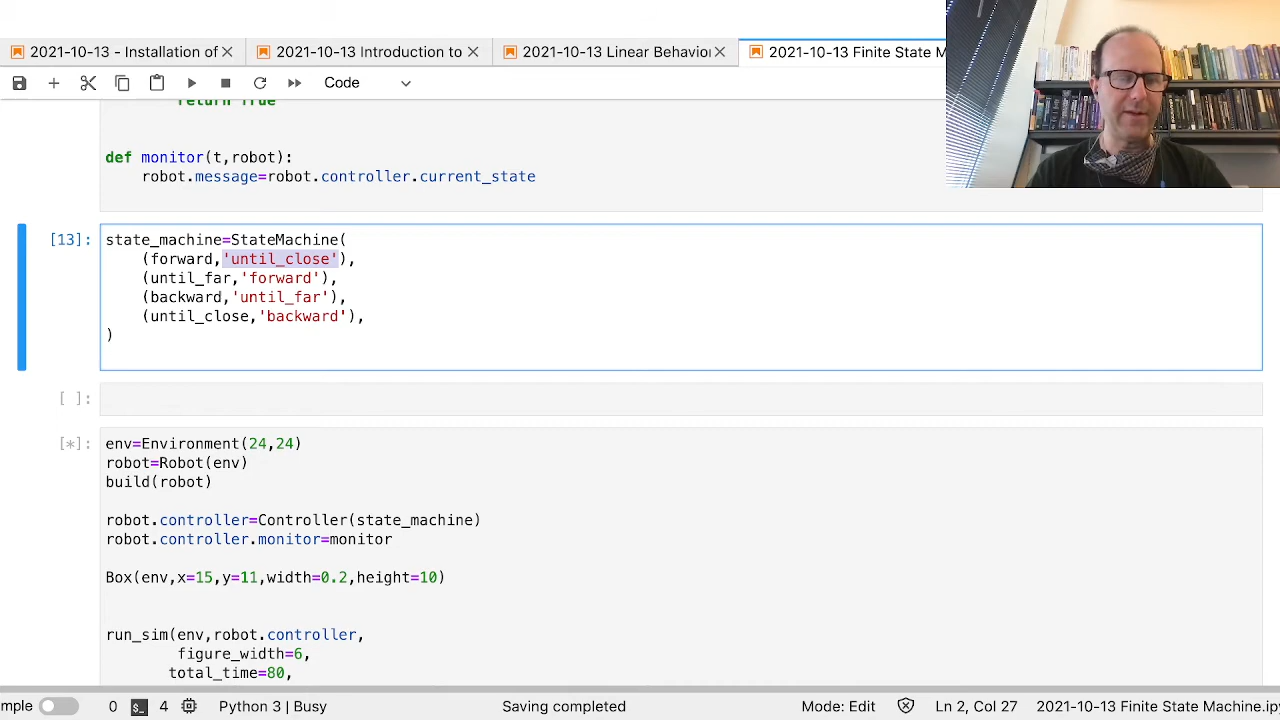 2021-10-13 - Installation of
2021-10-13 Introduction to
2021-10-13 Linear Behavior
2021-10-13 Finite State M
Code
return True
def monitor(t,robot):
robot.message=robot.controller.current_state
[13]:
state_machine=StateMachine(
(forward,'until_close'),
(until_far,'forward'),
(backward,'until_far'),
(until_close,'backward'),
)
[ ]:
[*]:
env=Environment(24,24)
robot=Robot(env)
build(robot)
robot.controller=Controller(state_machine)
robot.controller.monitor=monitor
Box(env,x=15,y=11,width=0.2,height=10)
run_sim(env,robot.controller,
figure_width=6,
total_time=80,
mple
0
$_
4
Python 3 | Busy
Saving completed
Mode: Edit
Ln 2, Col 27
2021-10-13 Finite State Machine.ip